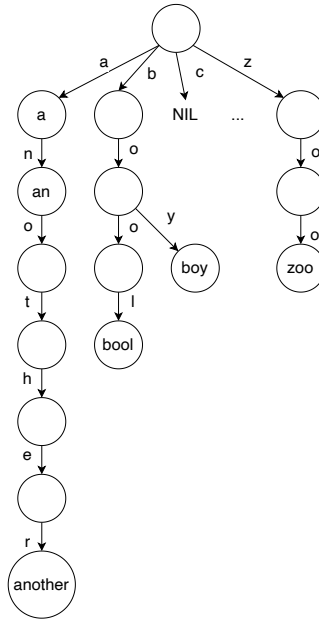 a b c z
a NIL ...
n o o
an
o o y o
boy zoo
t l
bool
h
e
r
another